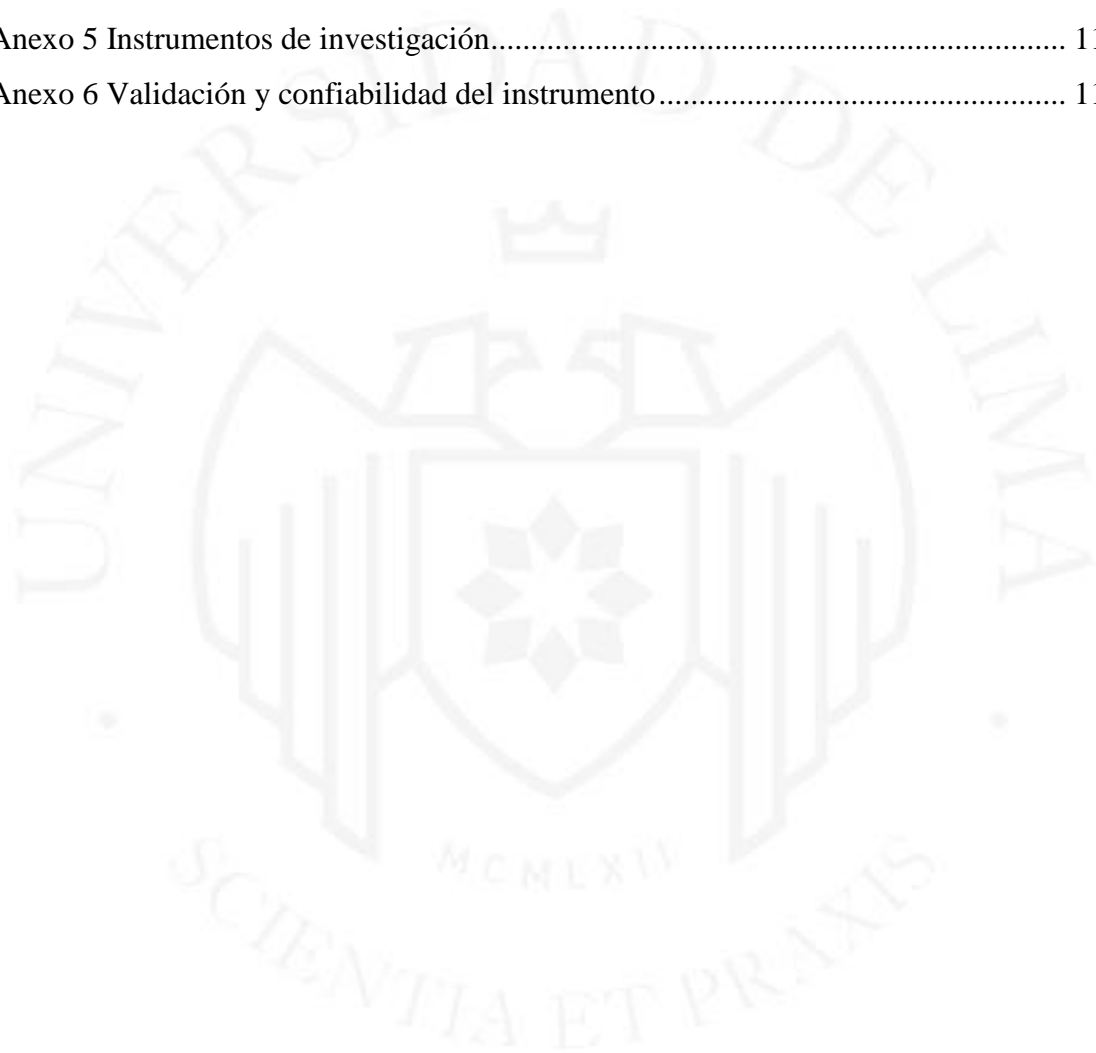 Anexo 5 Instrumentos de investigación.......................................................................... 11
Anexo 6 Validación y confiabilidad del instrumento.................................................... 11
UNIVERSIDAD DE LIMA
MCMLXII
SCIENTIA ET PRAXIS